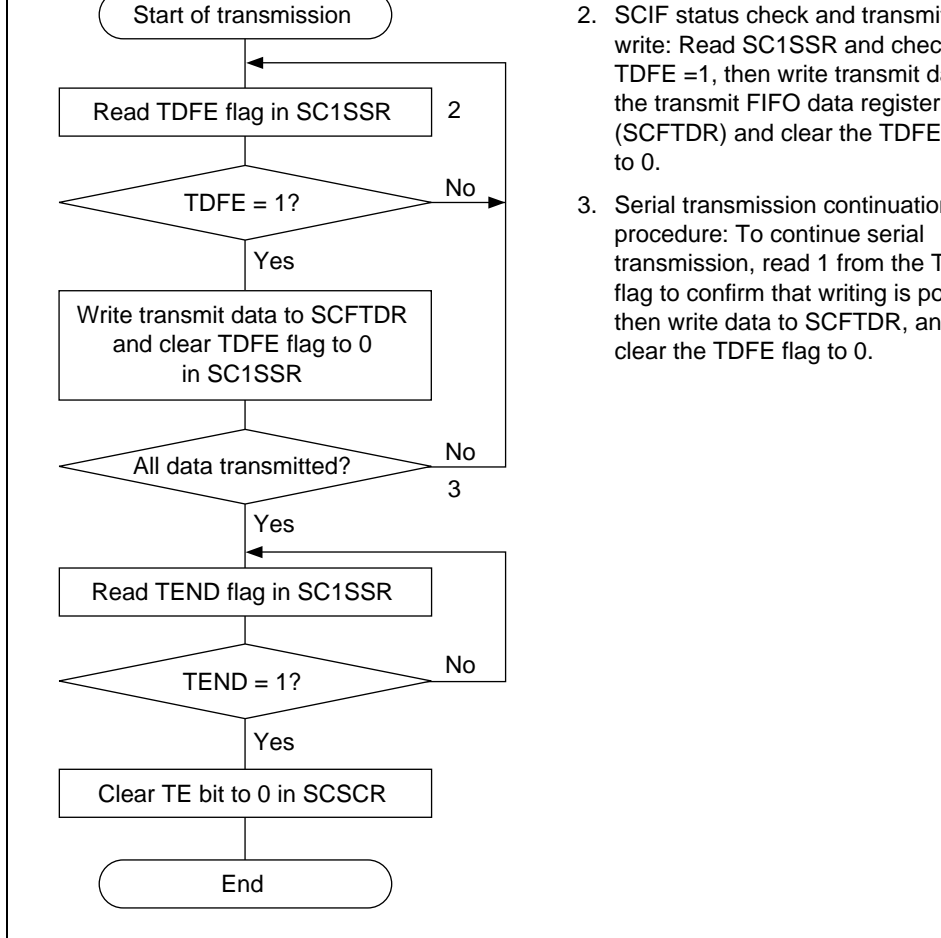 Start of transmission
Read TDFE flag in SC1SSR
2
TDFE = 1?
No
Yes
Write transmit data to SCFTDR
and clear TDFE flag to 0
in SC1SSR
All data transmitted?
No
3
Yes
Read TEND flag in SC1SSR
TEND = 1?
No
Yes
Clear TE bit to 0 in SCSCR
End
2. SCIF status check and
write: Read SC1SSR and
TDFE =1, then write transmit
the transmit FIFO data register
(SCFTDR) and clear the TDFE
to 0.
3. Serial transmission
procedure: To continue serial
transmission, read 1 from the
flag to confirm that writing is
then write data to SCFTDR,
clear the TDFE flag to 0.